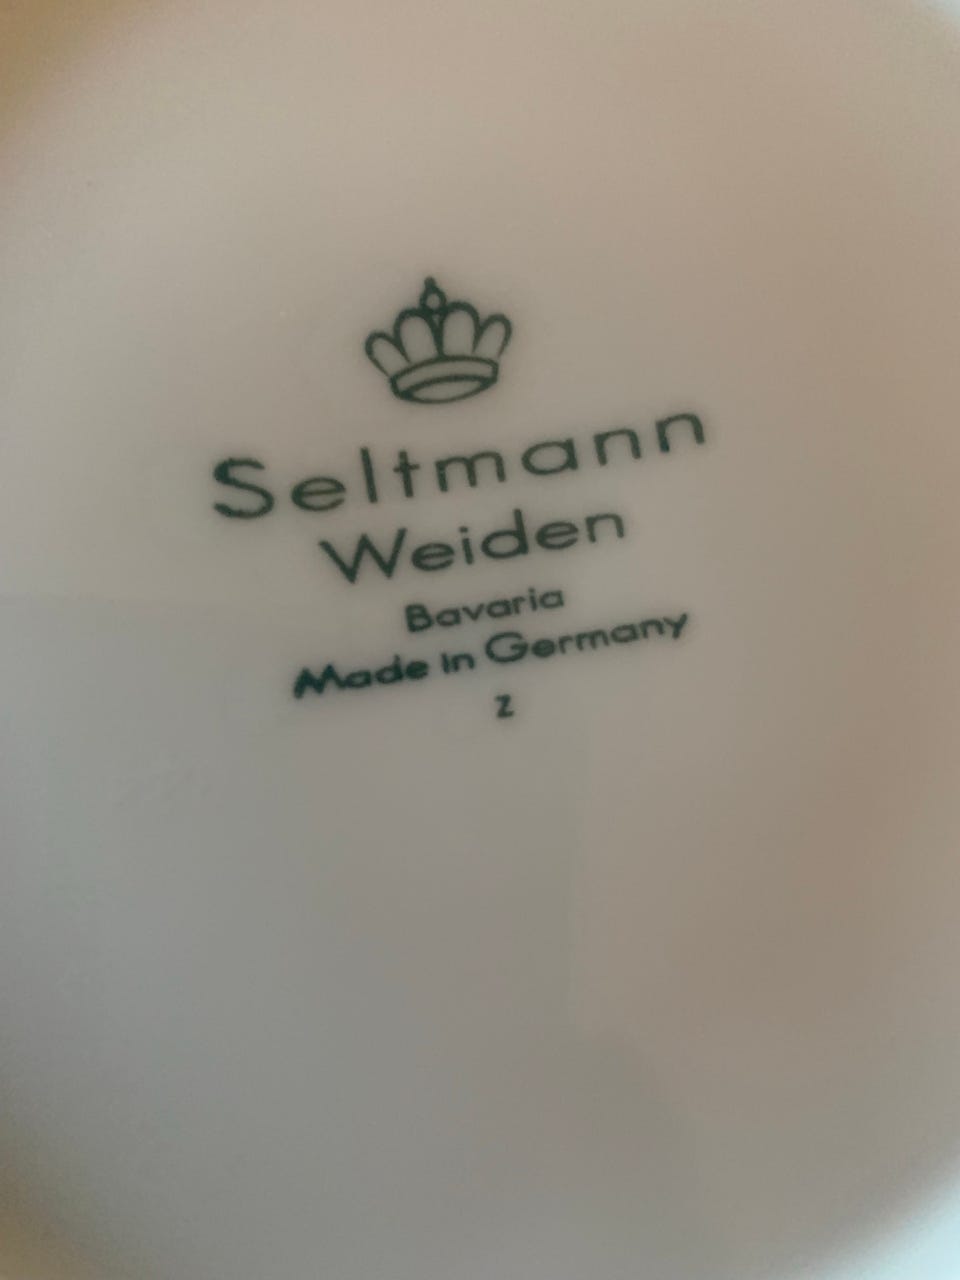 Seltmann
Weiden
Bavaria
Made in Germany
Z